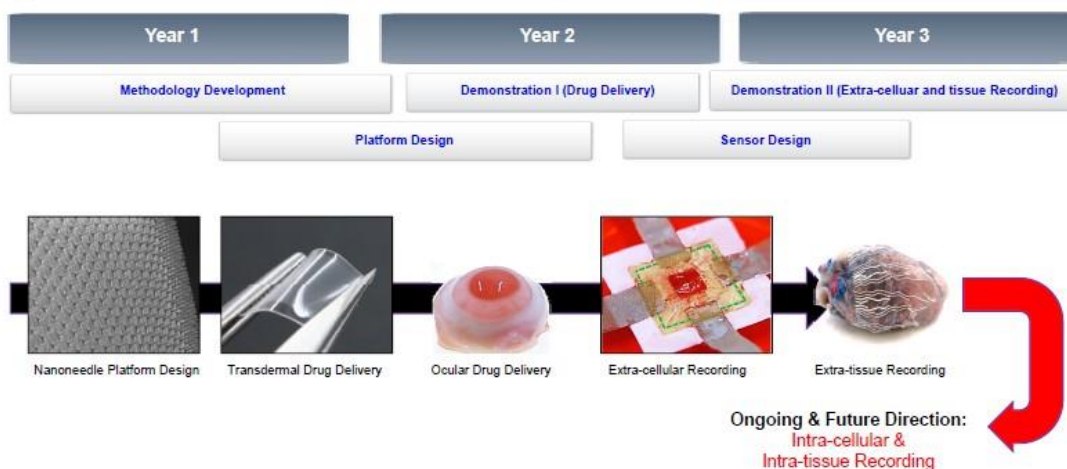 Year 1
Year 2
Year 3
Methodology Development
Demonstration I (Drug Delivery)
Demonstration II (Extra-celluar and tissue Recording)
Platform Design
Sensor Design
Nanoneedle Platform Design
Transdermal Drug Delivery
Ocular Drug Delivery
Extra-cellular Recording
Extra-tissue Recording
Ongoing & Future Direction:
Intra-cellular &
Intra-tissue Recording